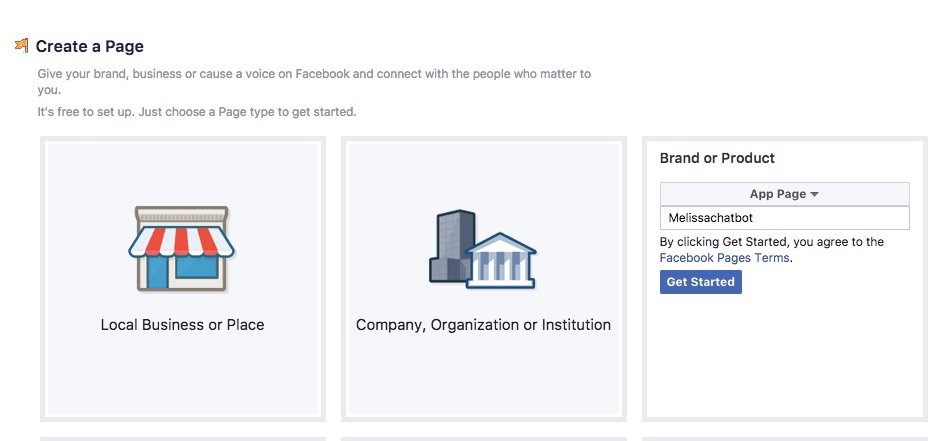 Create a Page
Give your brand, business or cause a voice on Facebook and connect with the people who matter to
you.
It's free to set up. Just choose a Page type to get started.
Local Business or Place
Company, Organization or Institution
Brand or Product
App Page
Melissachatbot
By clicking Get Started, you agree to the
Facebook Pages Terms.
Get Started